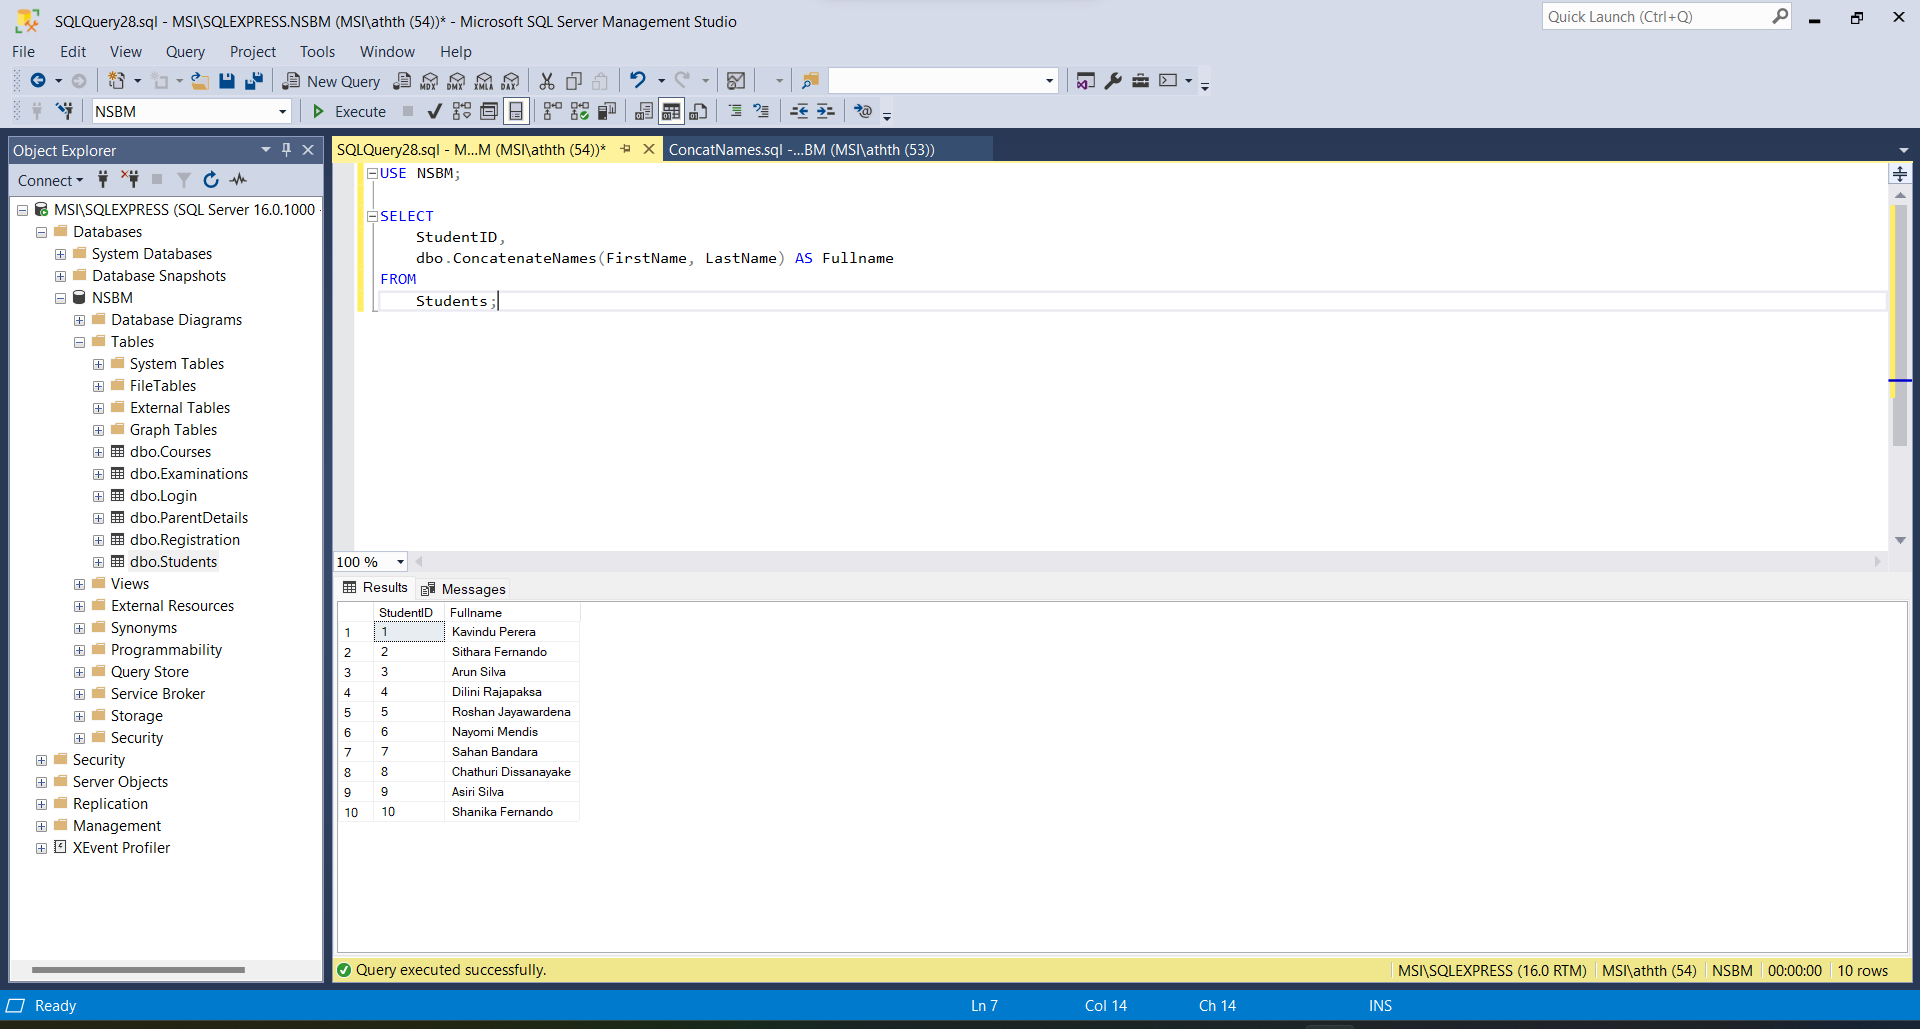 SQLQuery28.sql - MSI\SQLEXPRESS.NSBM (MSI\athth (54))* - Microsoft SQL Server Management Studio
Quick Launch (Ctrl+Q)
File Edit View Query Project Tools Window Help
New Query MDX DMX XMLA DAX
NSBM Execute
Object Explorer
Connect
MSI\SQLEXPRESS (SQL Server 16.0.1000 -
Databases
System Databases
Database Snapshots
NSBM
Database Diagrams
Tables
System Tables
FileTables
External Tables
Graph Tables
dbo.Courses
dbo.Examinations
dbo.Login
dbo.ParentDetails
dbo.Registration
dbo.Students
Views
External Resources
Synonyms
Programmability
Query Store
Service Broker
Storage
Security
Security
Server Objects
Replication
Management
XEvent Profiler
SQLQuery28.sql - M...M (MSI\athth (54))* ConcatNames.sql -...BM (MSI\athth (53))
USE NSBM;
SELECT
StudentID,
dbo.ConcatenateNames(FirstName, LastName) AS Fullname
FROM
Students;
100 %
Results Messages
StudentID Fullname
1 1 Kavindu Perera
2 2 Sithara Fernando
3 3 Arun Silva
4 4 Dilini Rajapaksa
5 5 Roshan Jayawardena
6 6 Nayomi Mendis
7 7 Sahan Bandara
8 8 Chathuri Dissanayake
9 9 Asiri Silva
10 10 Shanika Fernando
Query executed successfully. MSI\SQLEXPRESS (16.0 RTM) MSI\athth (54) NSBM 00:00:00 10 rows
Ready Ln 7 Col 14 Ch 14 INS